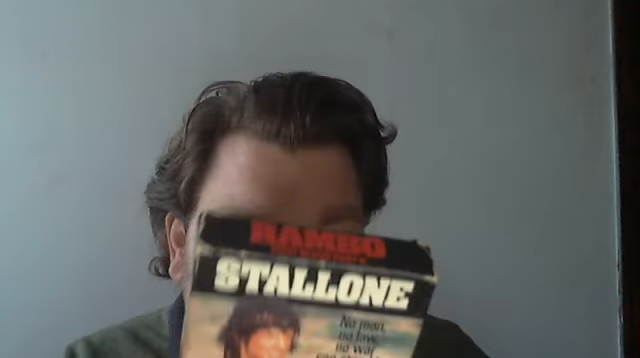 RAMBO
STALLONE
No man,
no law,
no war